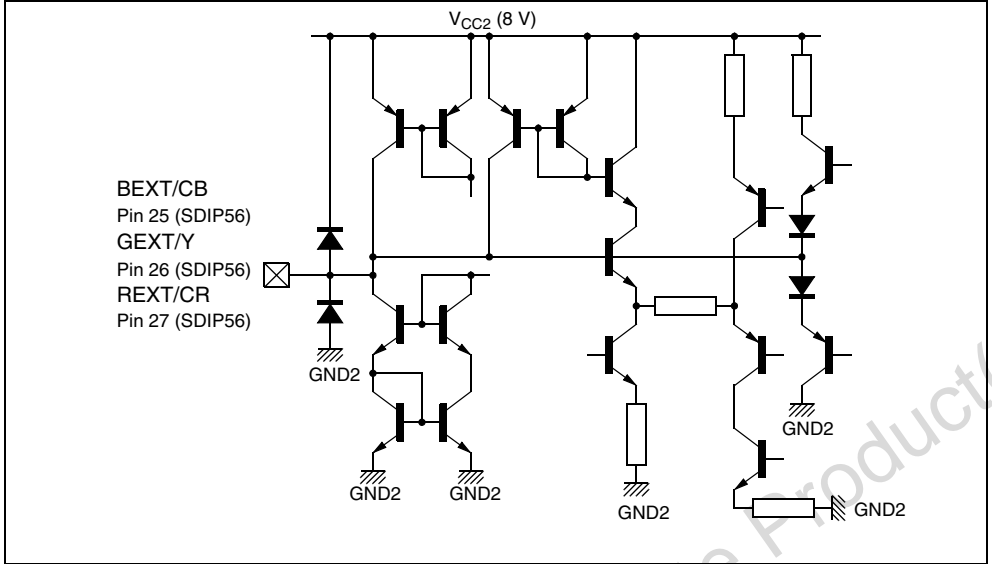 V_CC2 (8 V)
BEXT/CB
Pin 25 (SDIP56)
GEXT/Y
Pin 26 (SDIP56)
REXT/CR
Pin 27 (SDIP56)
GND2
GND2
GND2
GND2
GND2
GND2
Product(